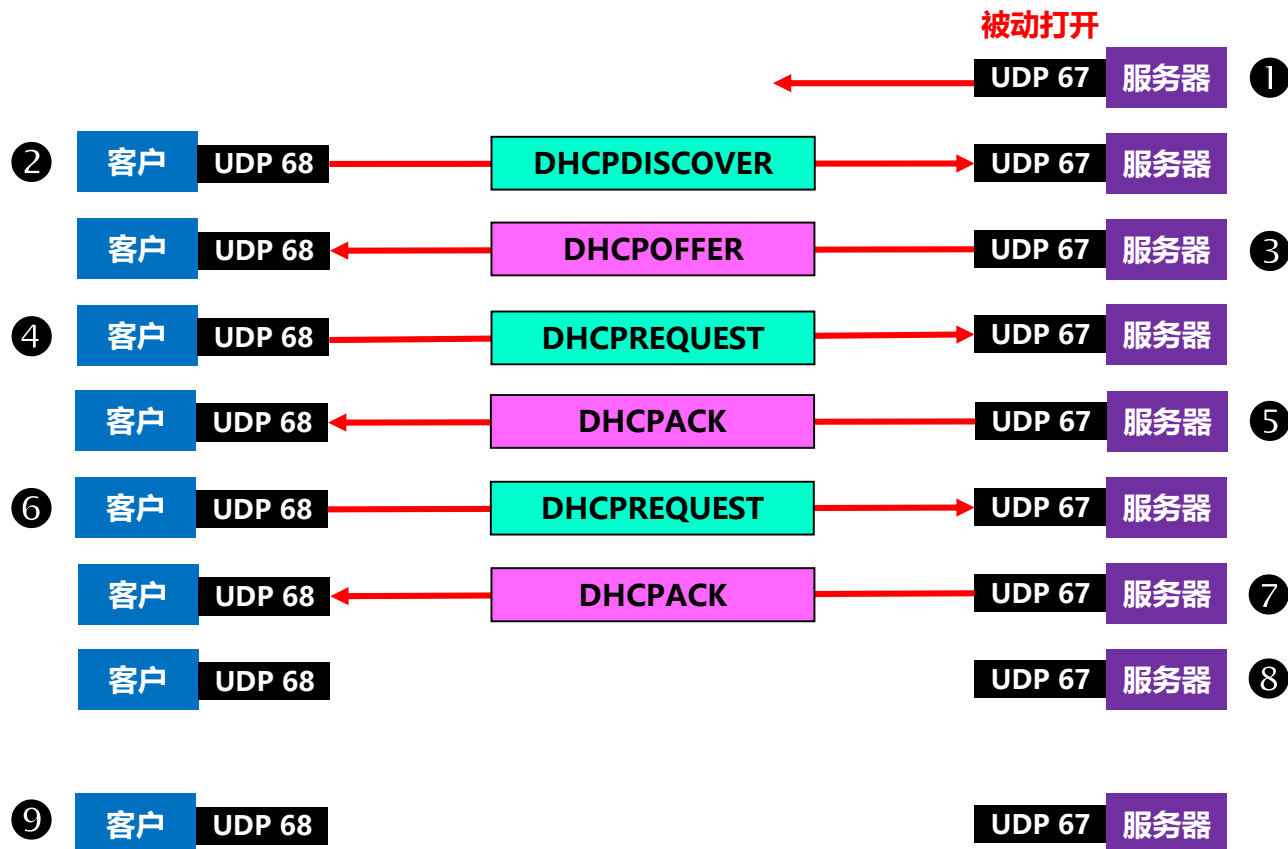 被动打开
UDP 67 服务器 ❶
❷ 客户 UDP 68 DHCPDISCOVER UDP 67 服务器
客户 UDP 68 DHCPOFFER UDP 67 服务器 ❸
❹ 客户 UDP 68 DHCPREQUEST UDP 67 服务器
客户 UDP 68 DHCPACK UDP 67 服务器 ❺
❻ 客户 UDP 68 DHCPREQUEST UDP 67 服务器
客户 UDP 68 DHCPACK UDP 67 服务器 ❼
客户 UDP 68 UDP 67 服务器 ❽
❾ 客户 UDP 68 UDP 67 服务器